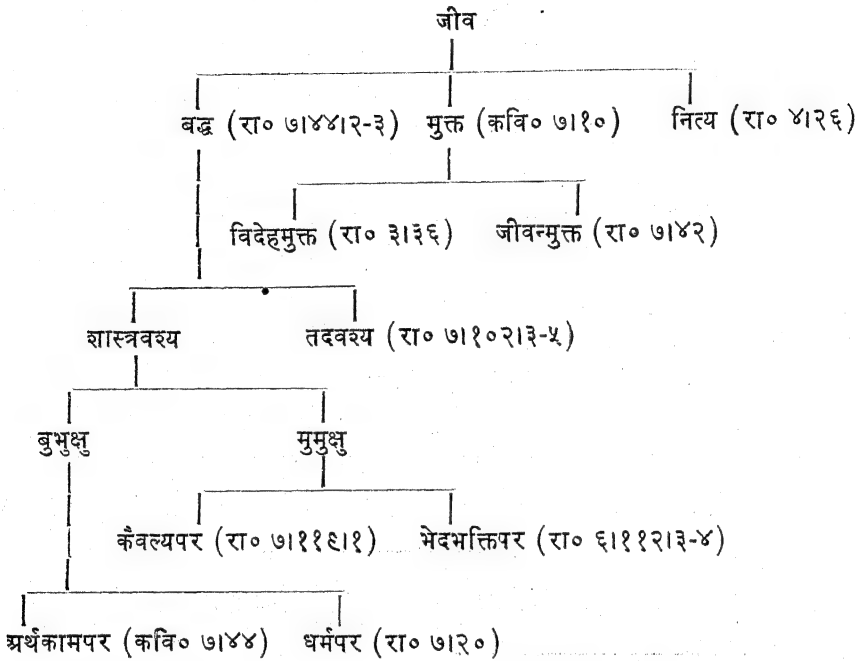 जीव
बद्ध (रा० ७।४४।२-३) मुक्त (कवि० ७।१०) नित्य (रा० ४।२६)
विदेहमुक्त (रा० ३।३६) जीवन्मुक्त (रा० ७।४२)
शास्त्रवश्य तदवश्य (रा० ७।१०२।३-५)
बुभुक्षु मुमुक्षु
कैवल्यपर (रा० ७।११९।१) भेदभक्तिपर (रा० ६।११२।३-४)
अर्थकामपर (कवि० ७।४४) धर्मपर (रा० ७।२०)